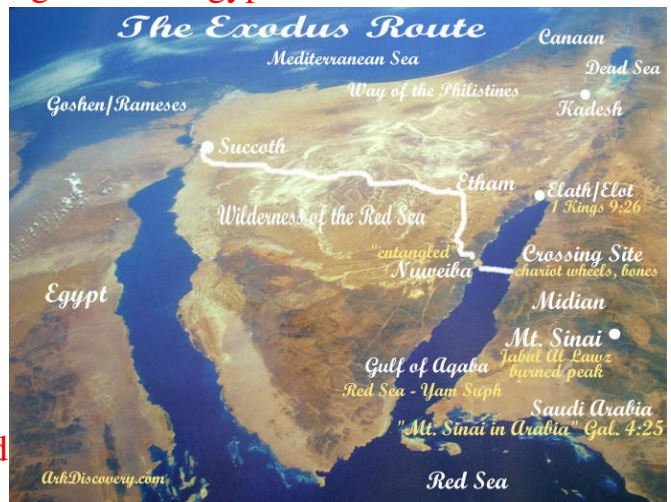 The Exodus Route
Mediterranean Sea
Canaan
Dead Sea
Goshen/Rameses
Way of the Philistines
Kadesh
Succoth
Etham
Elath/Elot
1 Kings 9:26
Wilderness of the Red Sea
"entangled"
Nuweiba
Crossing Site
chariot wheels, bones
Egypt
Midian
Mt. Sinai
Jabal Al Lawz
burned peak
Gulf of Aqaba
Red Sea - Yam Suph
Saudi Arabia
"Mt. Sinai in Arabia" Gal. 4:25
ArkDiscovery.com
Red Sea